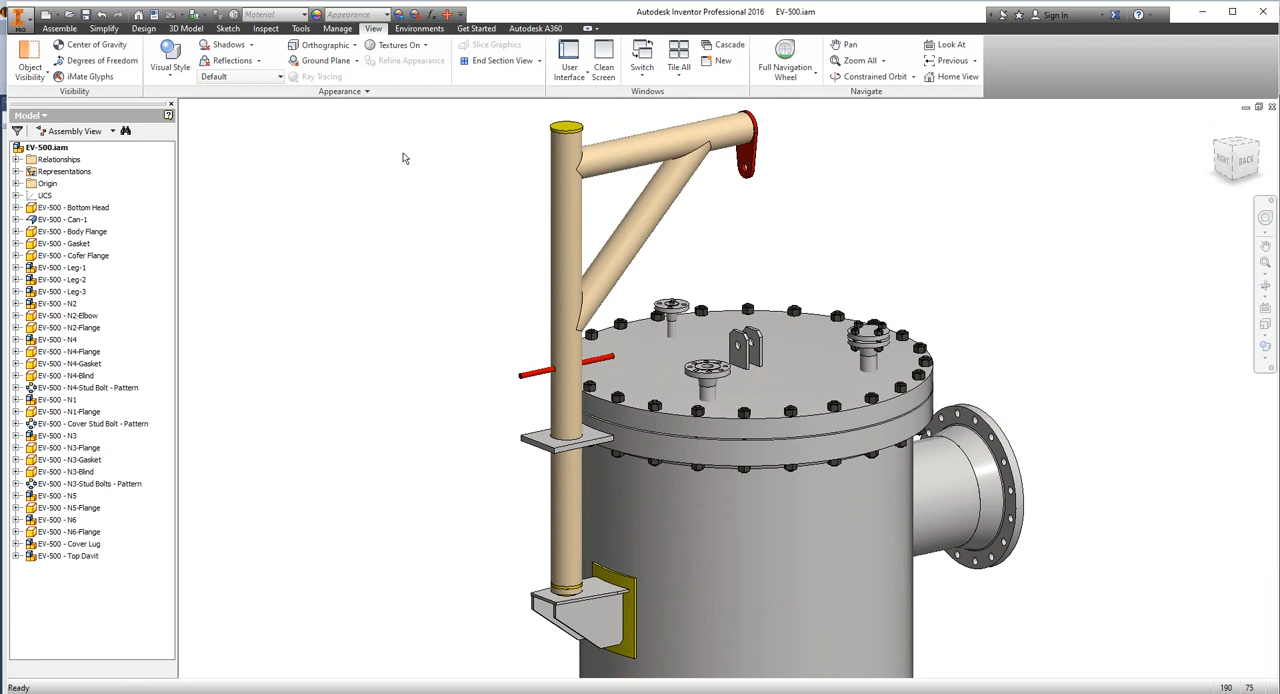 Material
Appearance
Autodesk Inventor Professional 2016 EV-500.iam
Sign In
PRO
Assemble Simplify Design 3D Model Sketch Inspect Tools Manage View Environments Get Started Autodesk A360
Center of Gravity
Degrees of Freedom
iMate Glyphs
Object Visibility
Visibility
Visual Style
Shadows
Reflections
Default
Orthographic
Ground Plane
Ray Tracing
Textures On
Refine Appearance
Appearance
Slice Graphics
End Section View
User Interface
Clean Screen
Switch
Tile All
Cascade
New
Windows
Full Navigation Wheel
Pan
Zoom All
Constrained Orbit
Look At
Previous
Home View
Navigate
Model
Assembly View
EV-500.iam
Relationships
Representations
Origin
UCS
EV-500 - Bottom Head
EV-500 - Can-1
EV-500 - Body Flange
EV-500 - Gasket
EV-500 - Cofer Flange
EV-500 - Leg-1
EV-500 - Leg-2
EV-500 - Leg-3
EV-500 - N2
EV-500 - N2-Elbow
EV-500 - N2-Flange
EV-500 - N4
EV-500 - N4-Flange
EV-500 - N4-Gasket
EV-500 - N4-Blind
EV-500 - N4-Stud Bolt - Pattern
EV-500 - N1
EV-500 - N1-Flange
EV-500 - Cover Stud Bolt - Pattern
EV-500 - N3
EV-500 - N3-Flange
EV-500 - N3-Gasket
EV-500 - N3-Blind
EV-500 - N3-Stud Bolts - Pattern
EV-500 - N5
EV-500 - N5-Flange
EV-500 - N6
EV-500 - N6-Flange
EV-500 - Cover Lug
EV-500 - Top Davit
RIGHT BACK
Ready
190 75